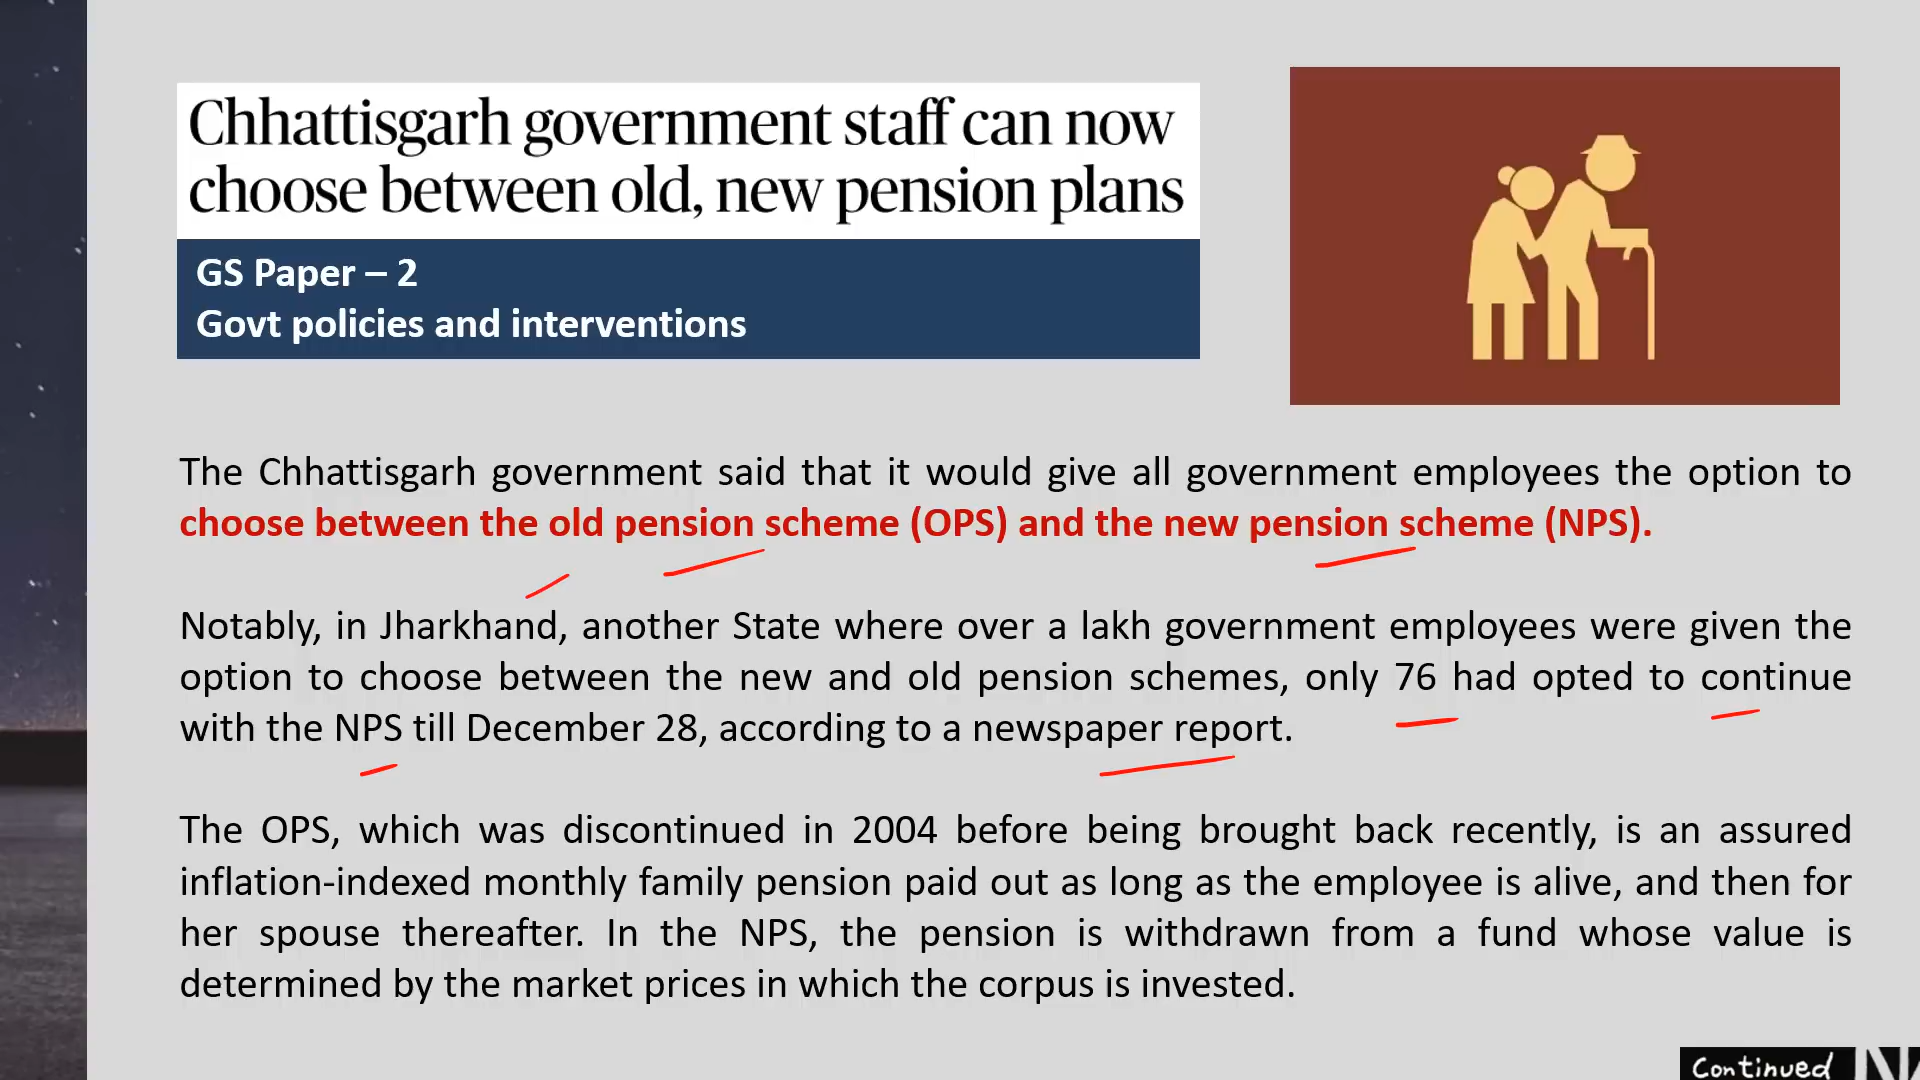 Chhattisgarh government staff can now
choose between old, new pension plans
GS Paper – 2
Govt policies and interventions
The Chhattisgarh government said that it would give all government employees the option to
choose between the old pension scheme (OPS) and the new pension scheme (NPS).
Notably, in Jharkhand, another State where over a lakh government employees were given the
option to choose between the new and old pension schemes, only 76 had opted to continue
with the NPS till December 28, according to a newspaper report.
The OPS, which was discontinued in 2004 before being brought back recently, is an assured
inflation-indexed monthly family pension paid out as long as the employee is alive, and then for
her spouse thereafter. In the NPS, the pension is withdrawn from a fund whose value is
determined by the market prices in which the corpus is invested.
Continued